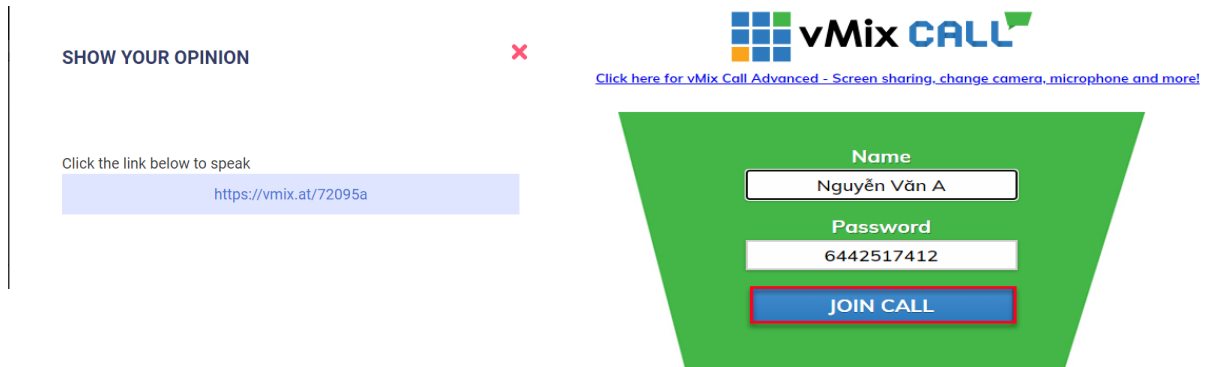 SHOW YOUR OPINION
Click the link below to speak
https://vmix.at/72095a
vMix CALL
Click here for vMix Call Advanced - Screen sharing, change camera, microphone and more!
Name
Nguyễn Văn A
Password
6442517412
JOIN CALL